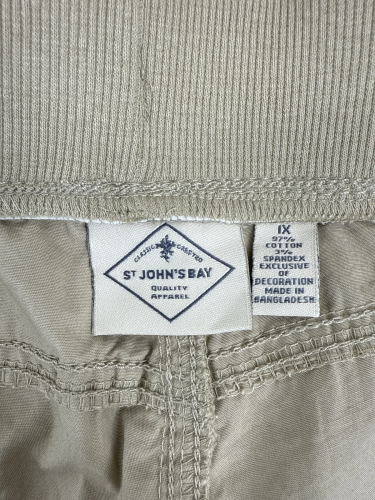 CLASSIC CRAFTED
ST JOHN'S BAY
QUALITY
APPAREL
1X
97%
COTTON
3%
SPANDEX
EXCLUSIVE
OF
DECORATION
MADE IN
BANGLADESH